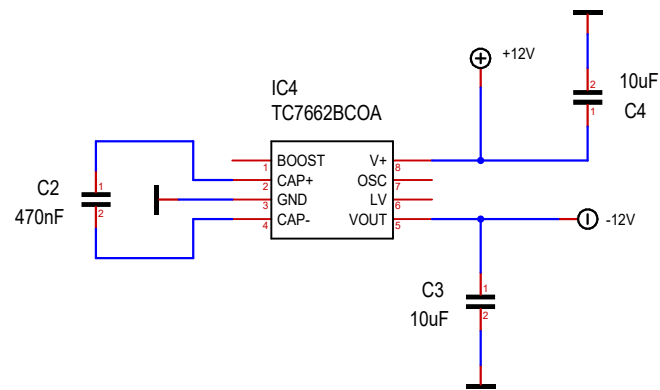 +12V
2
10uF
1
C4
IC4
TC7662BCOA
BOOST
V+
1
8
CAP+
OSC
2
7
GND
LV
3
6
CAP-
VOUT
4
5
C2
1
470nF
2
-12V
C3
1
10uF
2